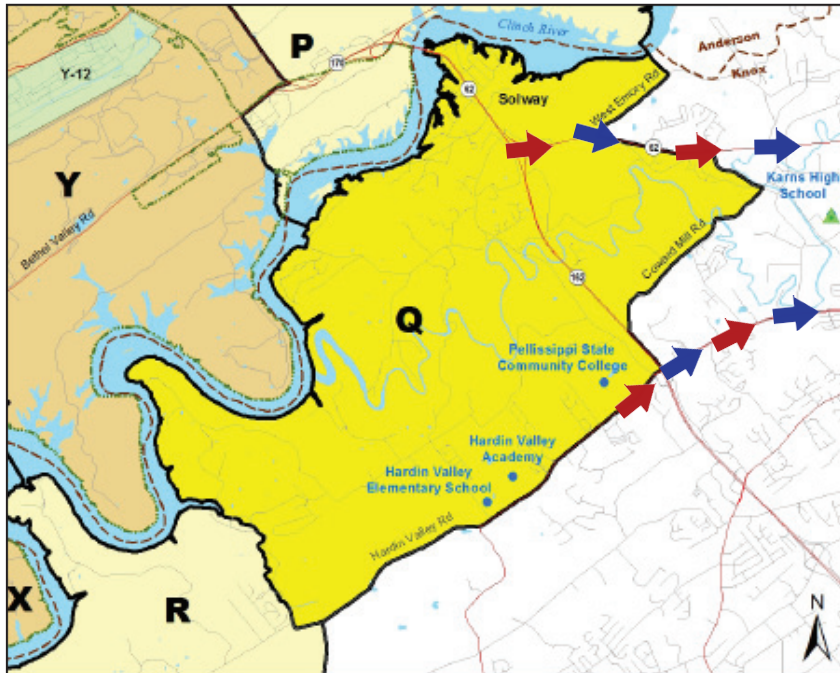 P
Clinch River
Anderson
Knox
Y-12
170
62
Solway
West Emory Rd
62
Y
Karns High
School
Bethel Valley Rd
Coward Mill Rd
162
Q
Pellissippi State
Community College
Hardin Valley
Academy
Hardin Valley
Elementary School
Hardin Valley Rd
X
R
N